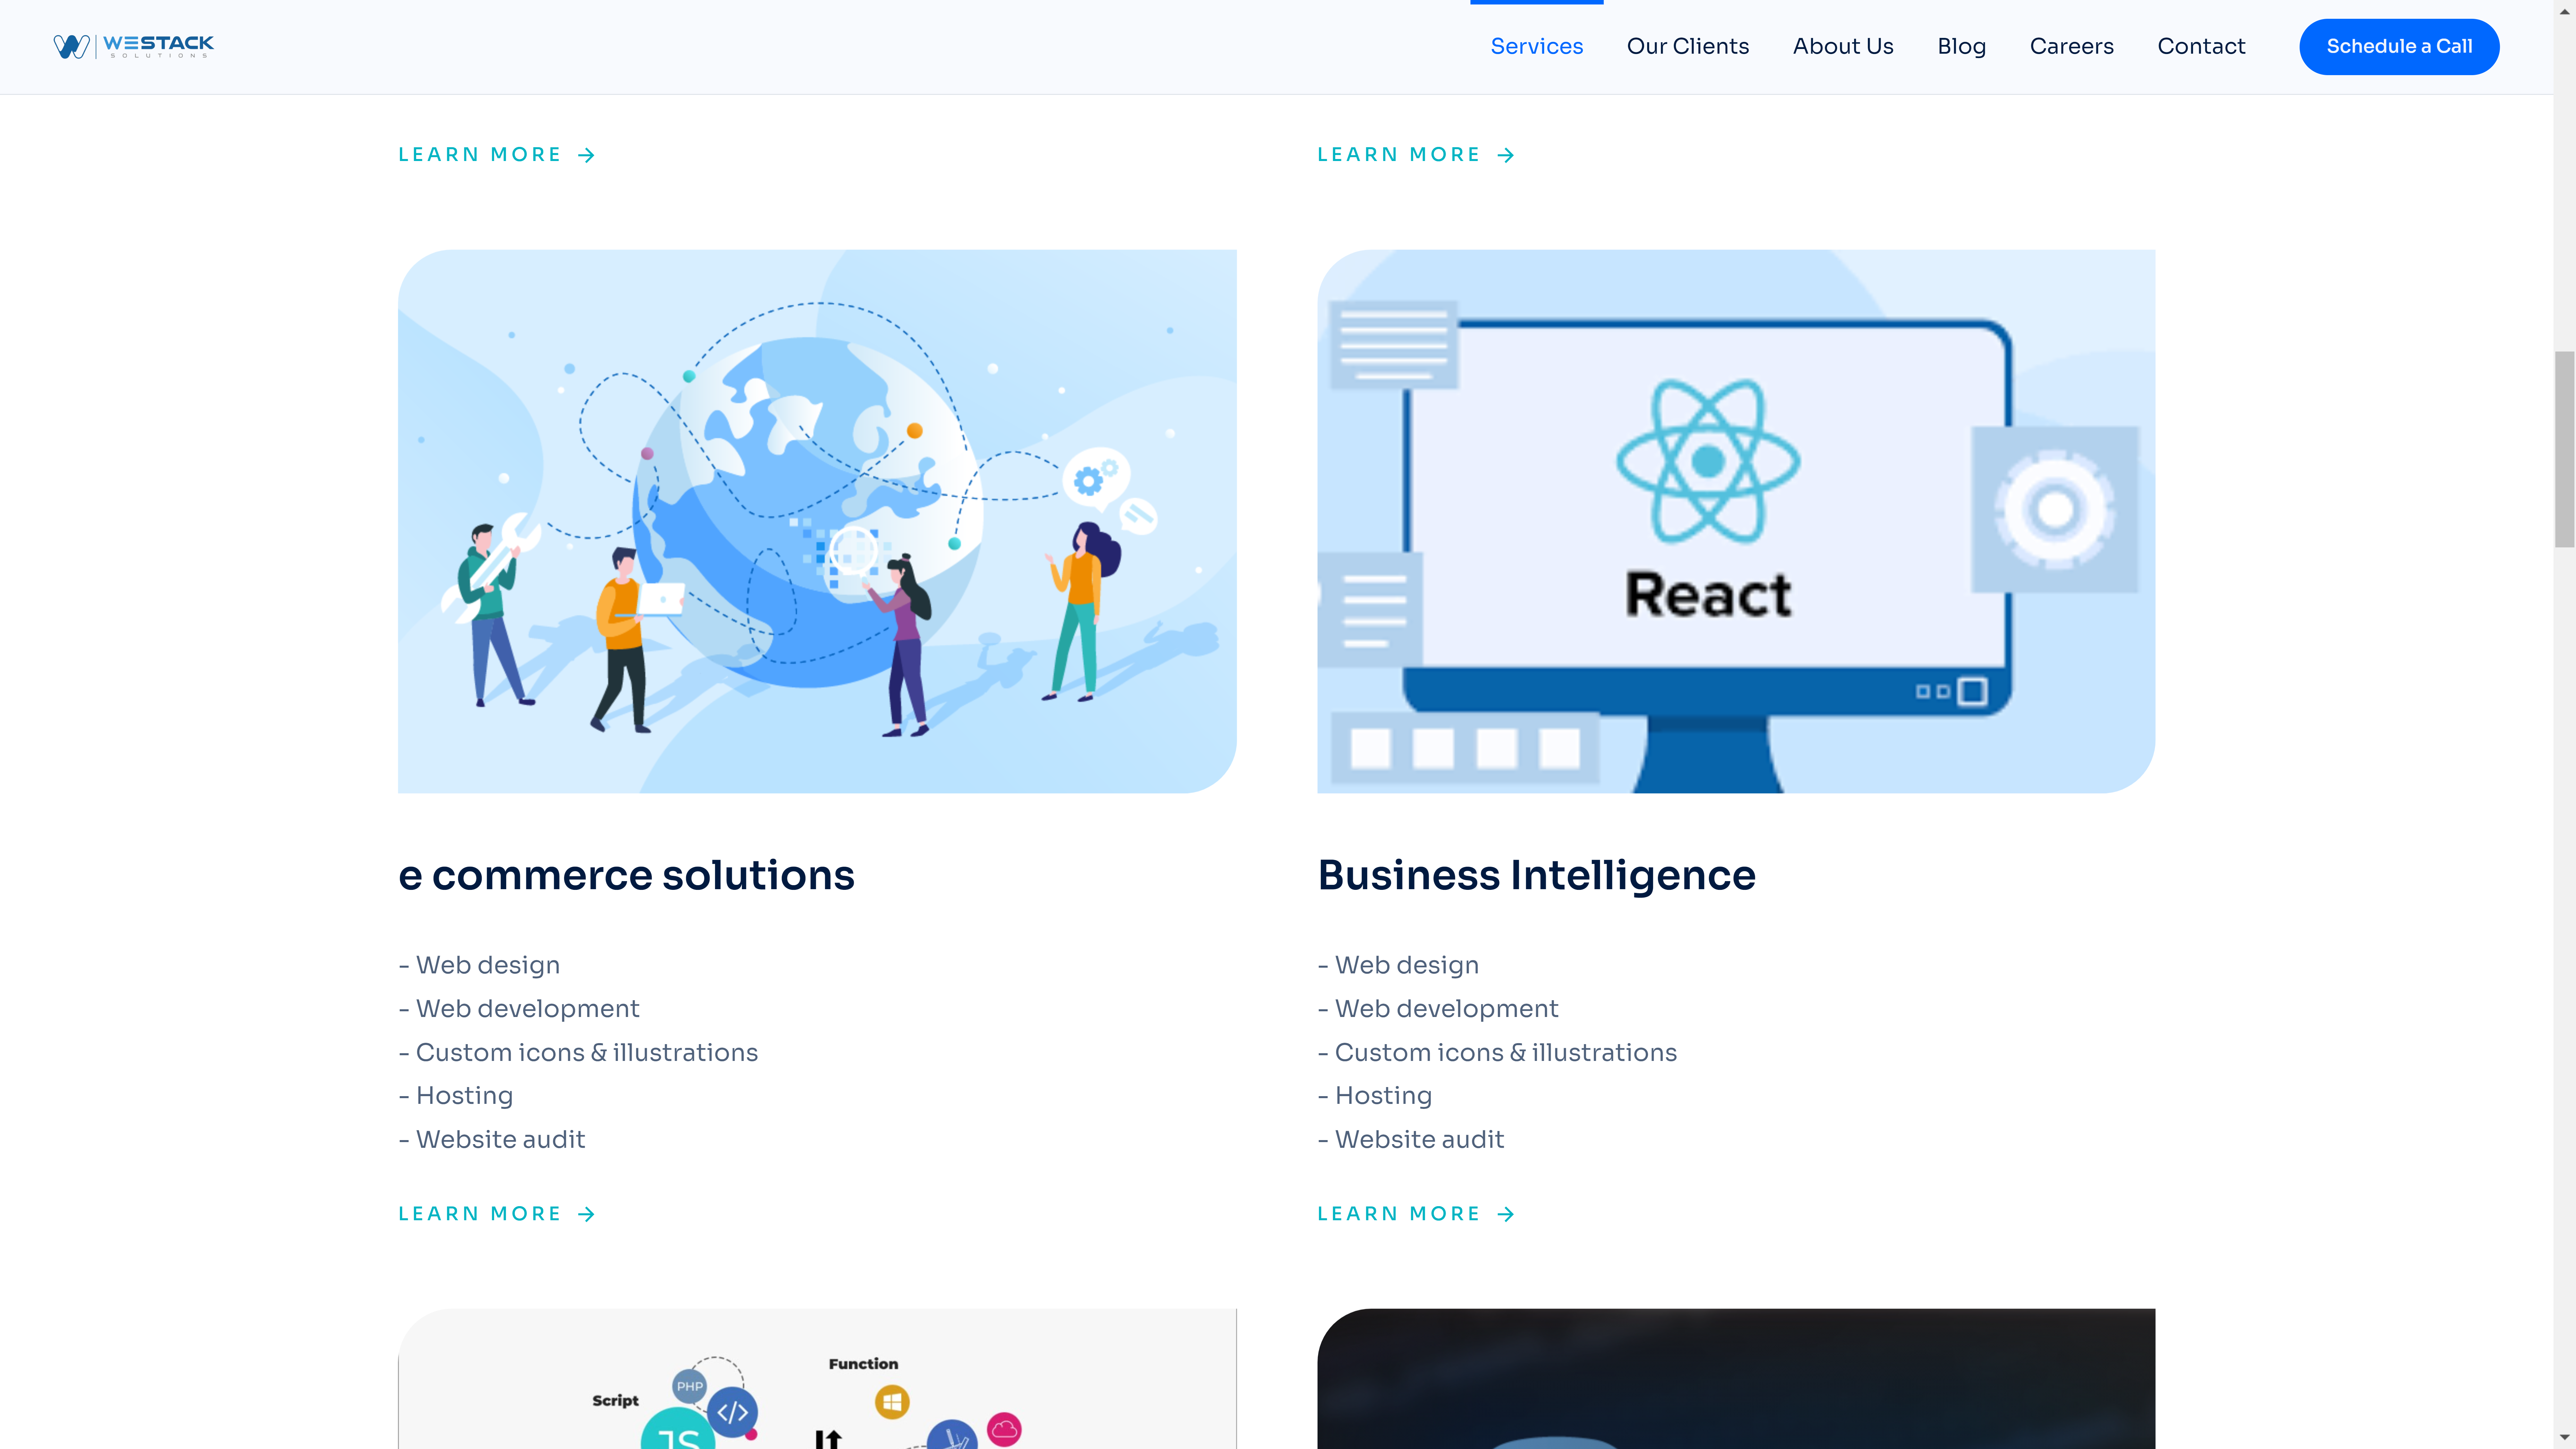 WESTACK
SOLUTIONS
Services
Our Clients
About Us
Blog
Careers
Contact
Schedule a Call
LEARN MORE →
LEARN MORE →
React
e commerce solutions
- Web design
- Web development
- Custom icons & illustrations
- Hosting
- Website audit
LEARN MORE →
Business Intelligence
- Web design
- Web development
- Custom icons & illustrations
- Hosting
- Website audit
LEARN MORE →
Function
PHP
Script
</>
JS